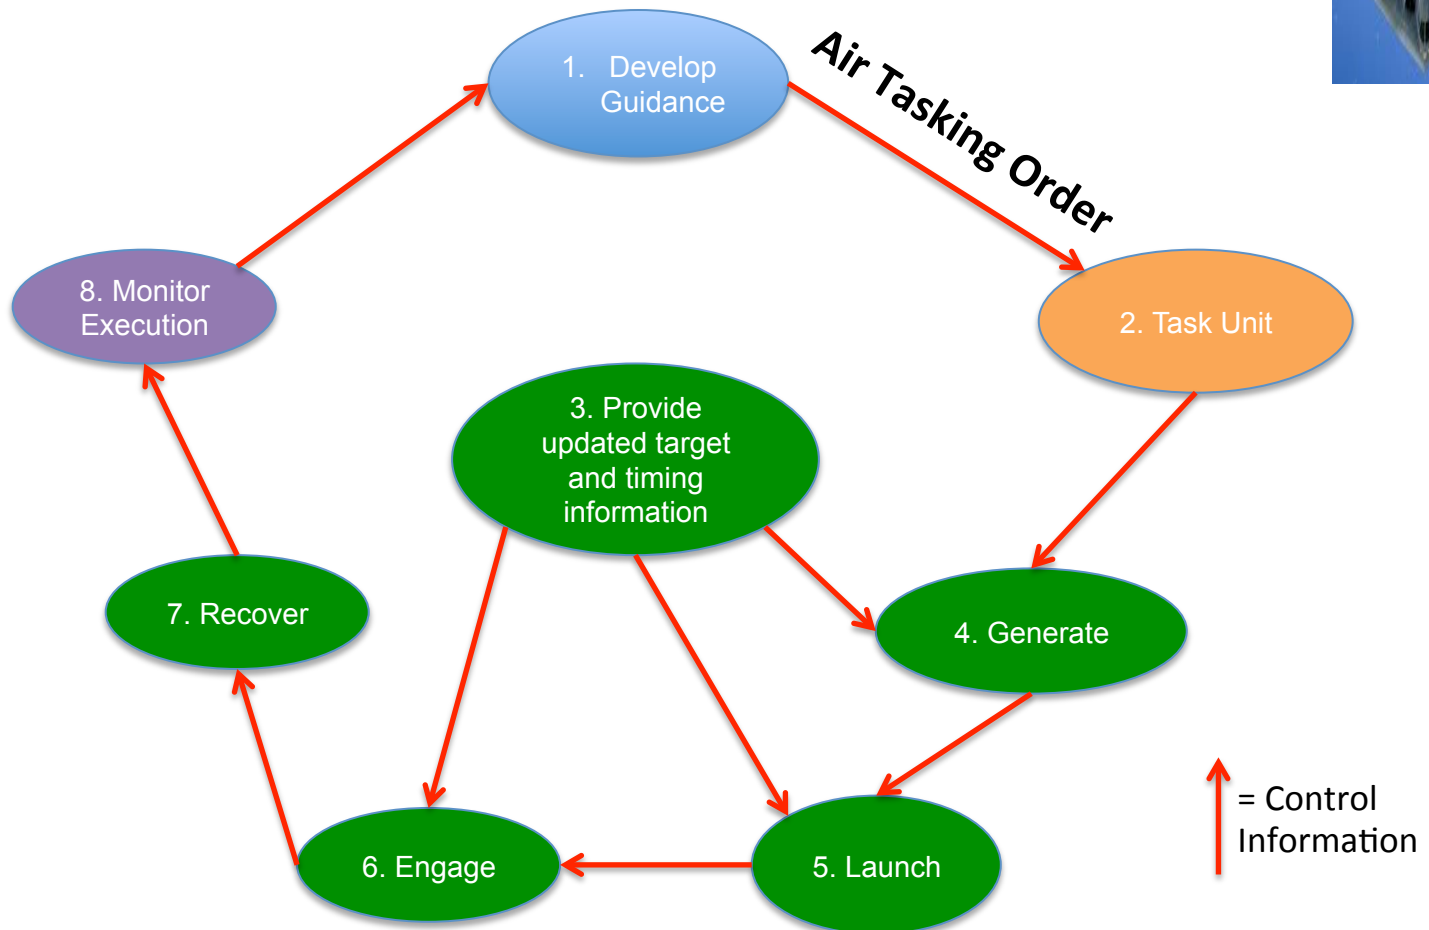 1. Develop
Guidance
Air Tasking Order
8. Monitor
Execution
2. Task Unit
3. Provide
updated target
and timing
information
7. Recover
4. Generate
= Control
Information
6. Engage
5. Launch